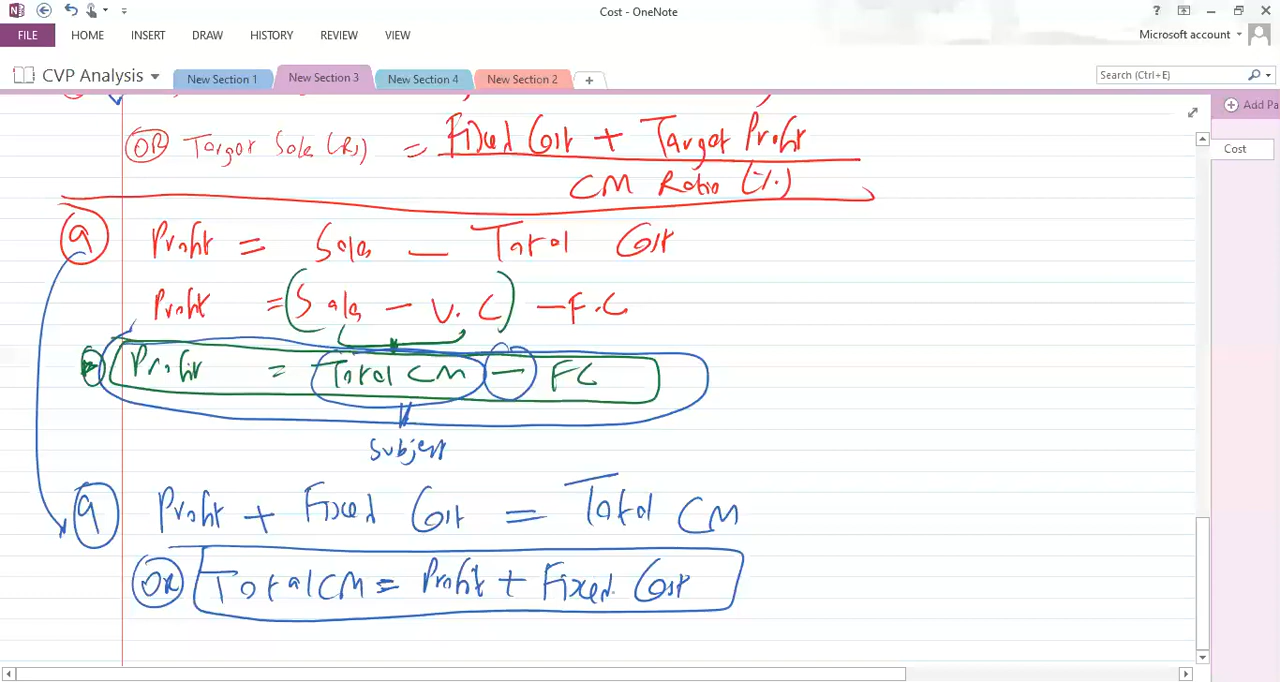 Cost - OneNote
FILE HOME INSERT DRAW HISTORY REVIEW VIEW
Microsoft account
CVP Analysis New Section 1 New Section 3 New Section 4 New Section 2
Search (Ctrl+E)
Add Pa
Cost
OR Target Sales (Rs) = Fixed Cost + Target Profit
CM Ratio (%)
9 Profit = Sales - Total Cost
Profit = (Sales - V.C) - F.C
Profit = Total CM - FC
Subject
9 Profit + Fixed Cost = Total CM
OR Total CM = Profit + Fixed Cost